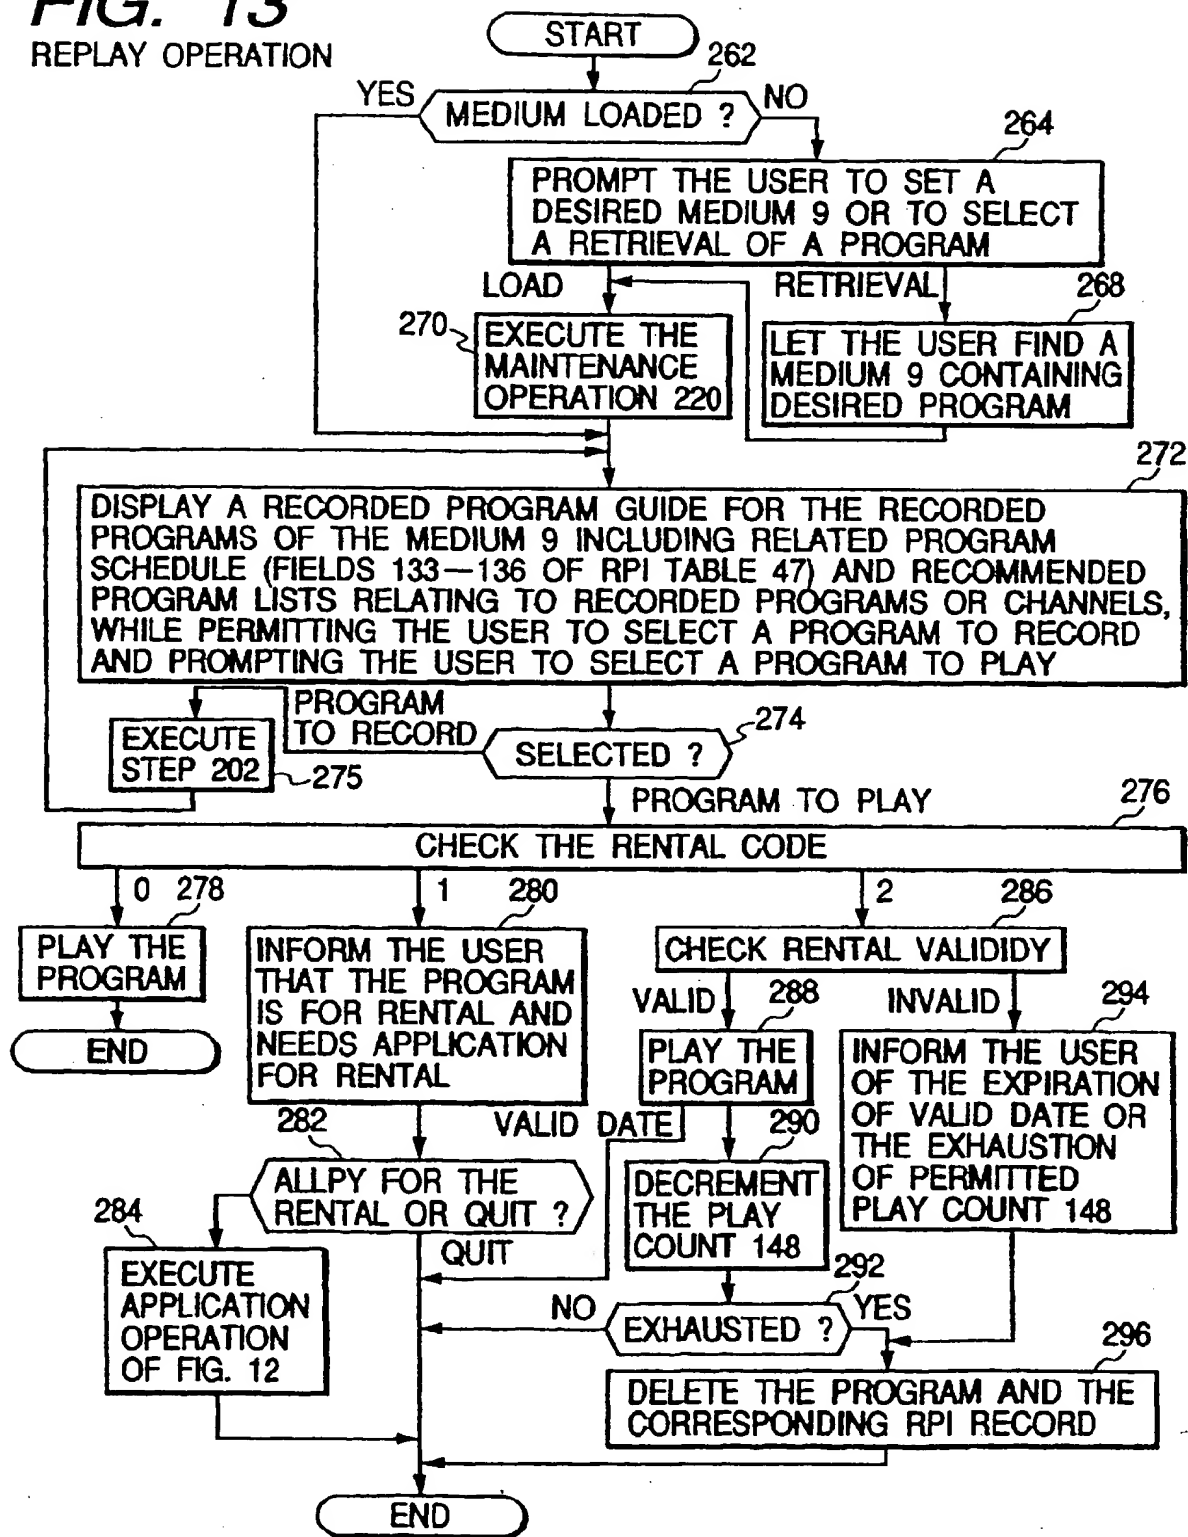 FIG. 13
REPLAY OPERATION
START
262
YES
MEDIUM LOADED ?
NO
264
PROMPT THE USER TO SET A
DESIRED MEDIUM 9 OR TO SELECT
A RETRIEVAL OF A PROGRAM
LOAD
RETRIEVAL
268
270
EXECUTE THE
MAINTENANCE
OPERATION 220
LET THE USER FIND A
MEDIUM 9 CONTAINING
DESIRED PROGRAM
272
DISPLAY A RECORDED PROGRAM GUIDE FOR THE RECORDED
PROGRAMS OF THE MEDIUM 9 INCLUDING RELATED PROGRAM
SCHEDULE (FIELDS 133—136 OF RPI TABLE 47) AND RECOMMENDED
PROGRAM LISTS RELATING TO RECORDED PROGRAMS OR CHANNELS,
WHILE PERMITTING THE USER TO SELECT A PROGRAM TO RECORD
AND PROMPTING THE USER TO SELECT A PROGRAM TO PLAY
PROGRAM
TO RECORD
274
SELECTED ?
EXECUTE
STEP 202
275
PROGRAM TO PLAY
276
CHECK THE RENTAL CODE
0
278
1
280
2
286
PLAY THE
PROGRAM
END
INFORM THE USER
THAT THE PROGRAM
IS FOR RENTAL AND
NEEDS APPLICATION
FOR RENTAL
CHECK RENTAL VALIDIDY
VALID
288
INVALID
294
PLAY THE
PROGRAM
INFORM THE USER
OF THE EXPIRATION
OF VALID DATE OR
THE EXHAUSTION
OF PERMITTED
PLAY COUNT 148
282
VALID DATE
290
ALLPY FOR THE
RENTAL OR QUIT ?
DECREMENT
THE PLAY
COUNT 148
284
QUIT
EXECUTE
APPLICATION
OPERATION
OF FIG. 12
292
NO
EXHAUSTED ?
YES
296
DELETE THE PROGRAM AND THE
CORRESPONDING RPI RECORD
END